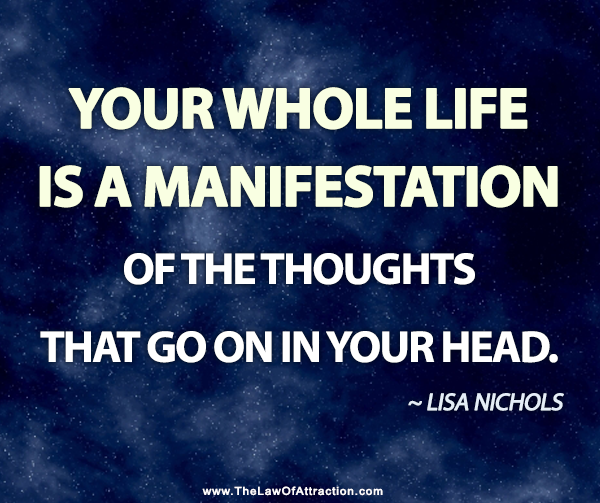 YOUR WHOLE LIFE
IS A MANIFESTATION
OF THE THOUGHTS
THAT GO ON IN YOUR HEAD.
~ LISA NICHOLS
www.TheLawOfAttraction.com